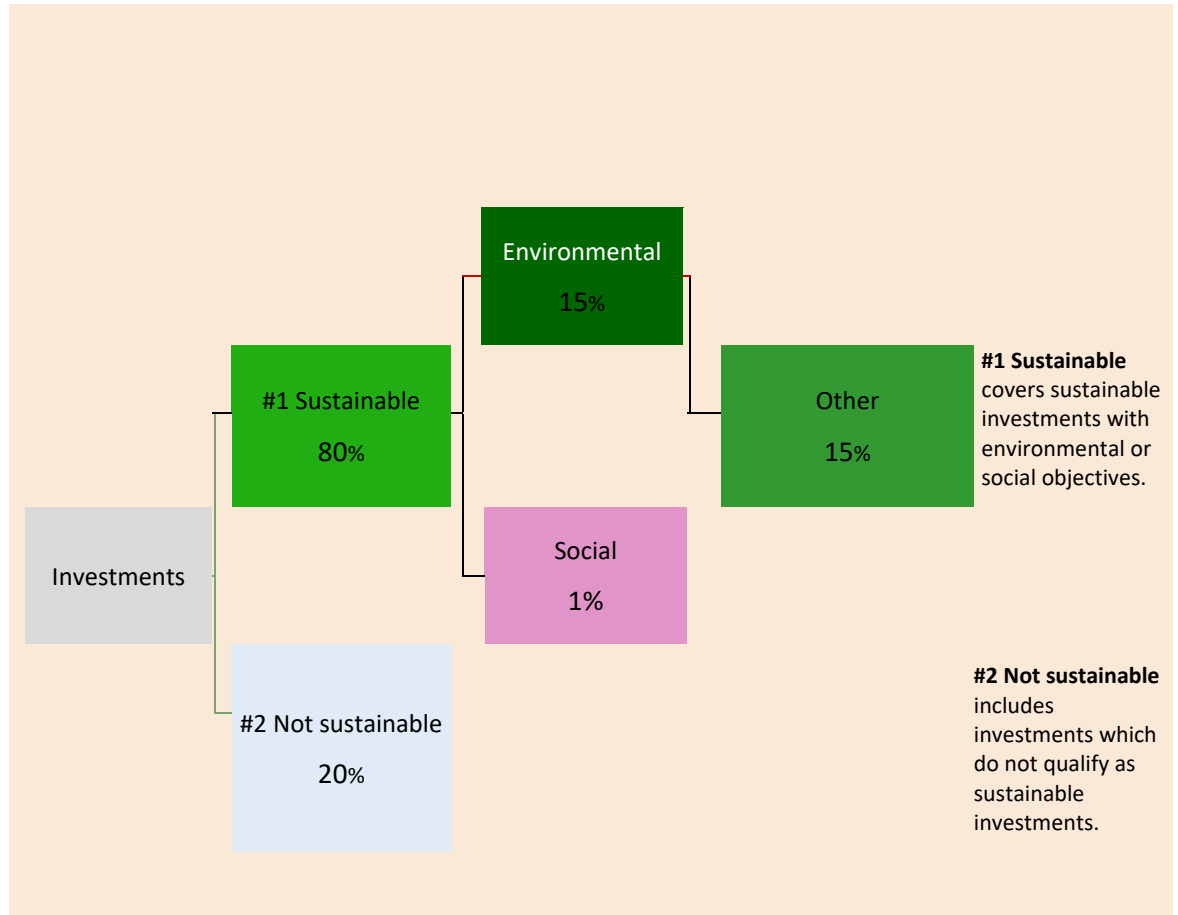 Environmental
15%
#1 Sustainable
80%
Other
15%
#1 Sustainable
covers sustainable
investments with
environmental or
social objectives.
Investments
Social
1%
#2 Not sustainable
20%
#2 Not sustainable
includes
investments which
do not qualify as
sustainable
investments.